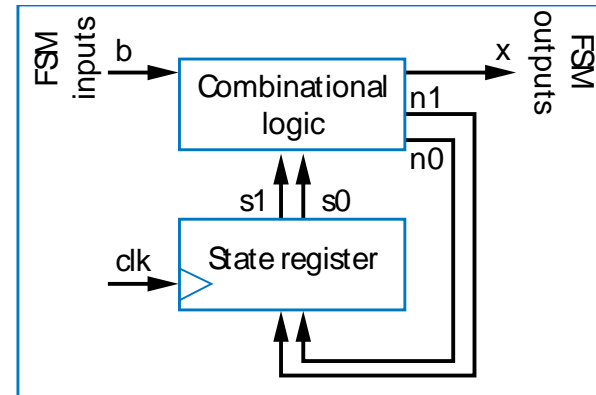 FSM
inputs
b
x
FSM
outputs
Combinational
logic
n1
n0
s1
s0
clk
State register